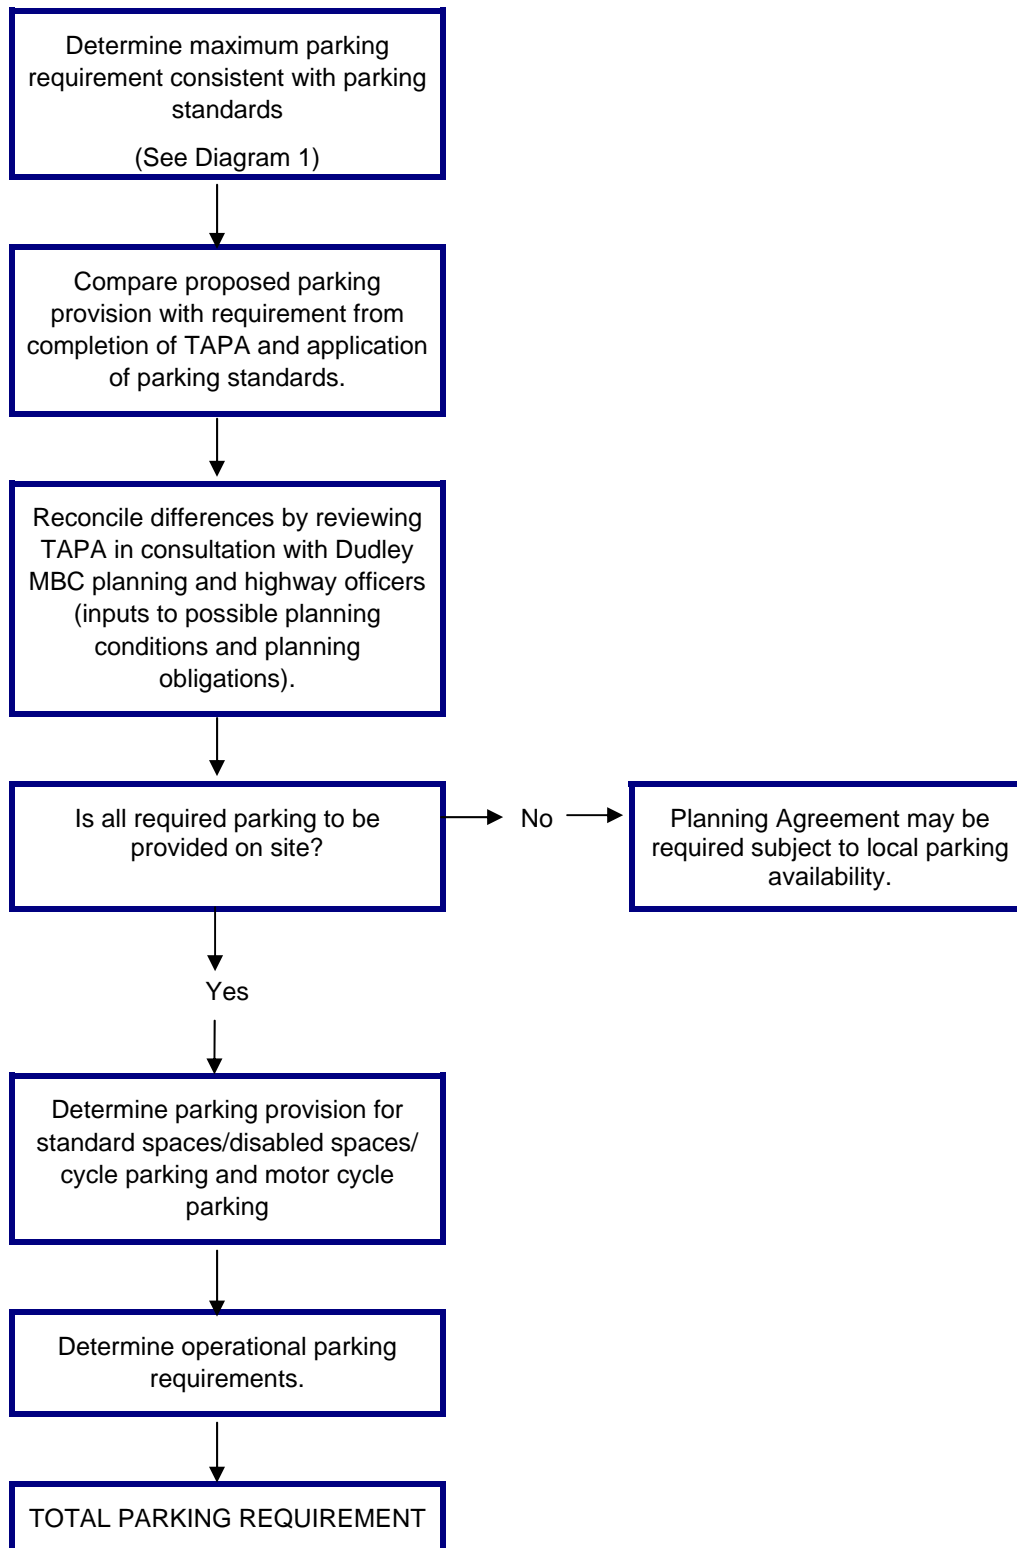 Determine maximum parking
requirement consistent with parking
standards
(See Diagram 1)
Compare proposed parking
provision with requirement from
completion of TAPA and application
of parking standards.
Reconcile differences by reviewing
TAPA in consultation with Dudley
MBC planning and highway officers
(inputs to possible planning
conditions and planning
obligations).
Is all required parking to be
provided on site?
No
Planning Agreement may be
required subject to local parking
availability.
Yes
Determine parking provision for
standard spaces/disabled spaces/
cycle parking and motor cycle
parking
Determine operational parking
requirements.
TOTAL PARKING REQUIREMENT